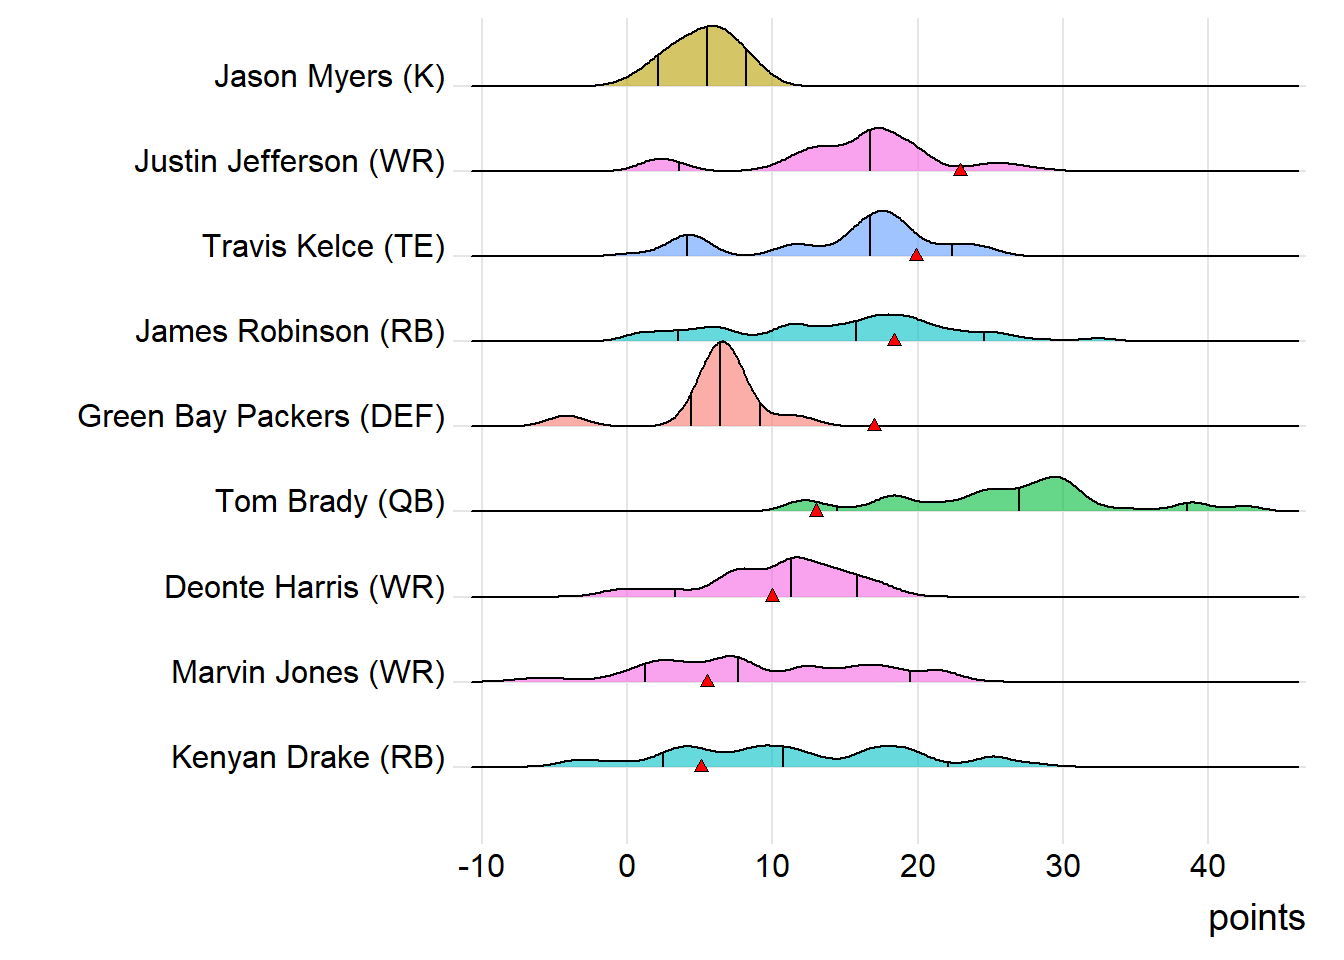 Jason Myers (K)
Justin Jefferson (WR)
Travis Kelce (TE)
James Robinson (RB)
Green Bay Packers (DEF)
Tom Brady (QB)
Deonte Harris (WR)
Marvin Jones (WR)
Kenyan Drake (RB)
-10 0 10 20 30 40
points